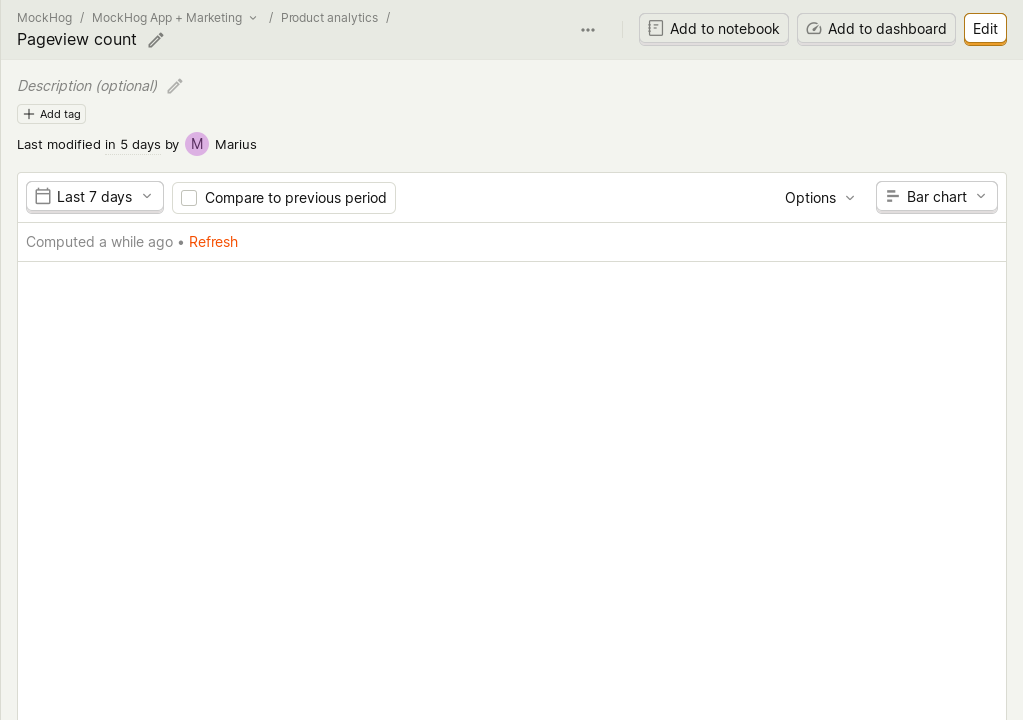 MockHog / MockHog App + Marketing / Product analytics /
Pageview count
Add to notebook
Add to dashboard
Edit
Description (optional)
Add tag
Last modified in 5 days by M Marius
Last 7 days
Compare to previous period
Options
Bar chart
Computed a while ago • Refresh